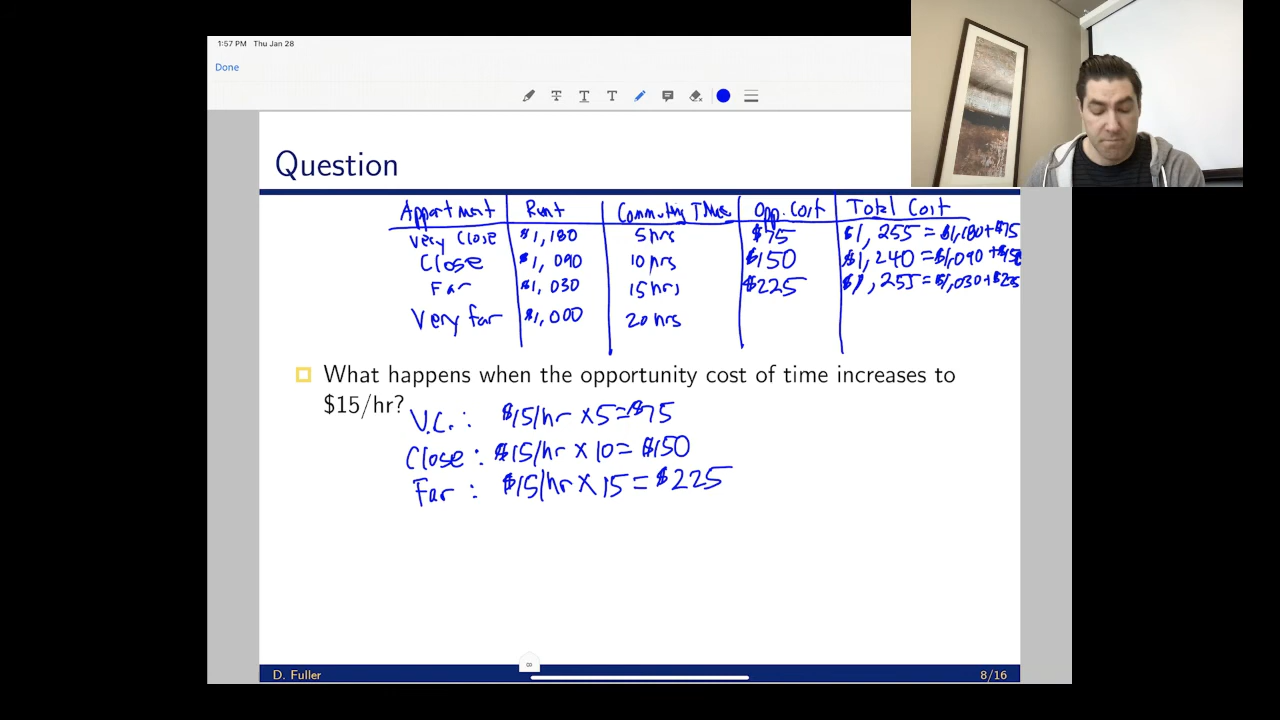 1:57 PM Thu Jan 28
Done
Question
Appartment Rent Commuting Time Opp. Cost Total Cost
Very Close $1,180 5 hrs $75 $1,255 = $1,180 + $75
Close $1,090 10 hrs $150 $1,240 = $1,090 + $150
Far $1,030 15 hrs $225 $1,255 = $1,030 + $225
Very far $1,000 20 hrs
What happens when the opportunity cost of time increases to
$15/hr?
V.C.: $15/hr × 5 = $75
Close: $15/hr × 10 = $150
Far: $15/hr × 15 = $225
8
D. Fuller 8/16